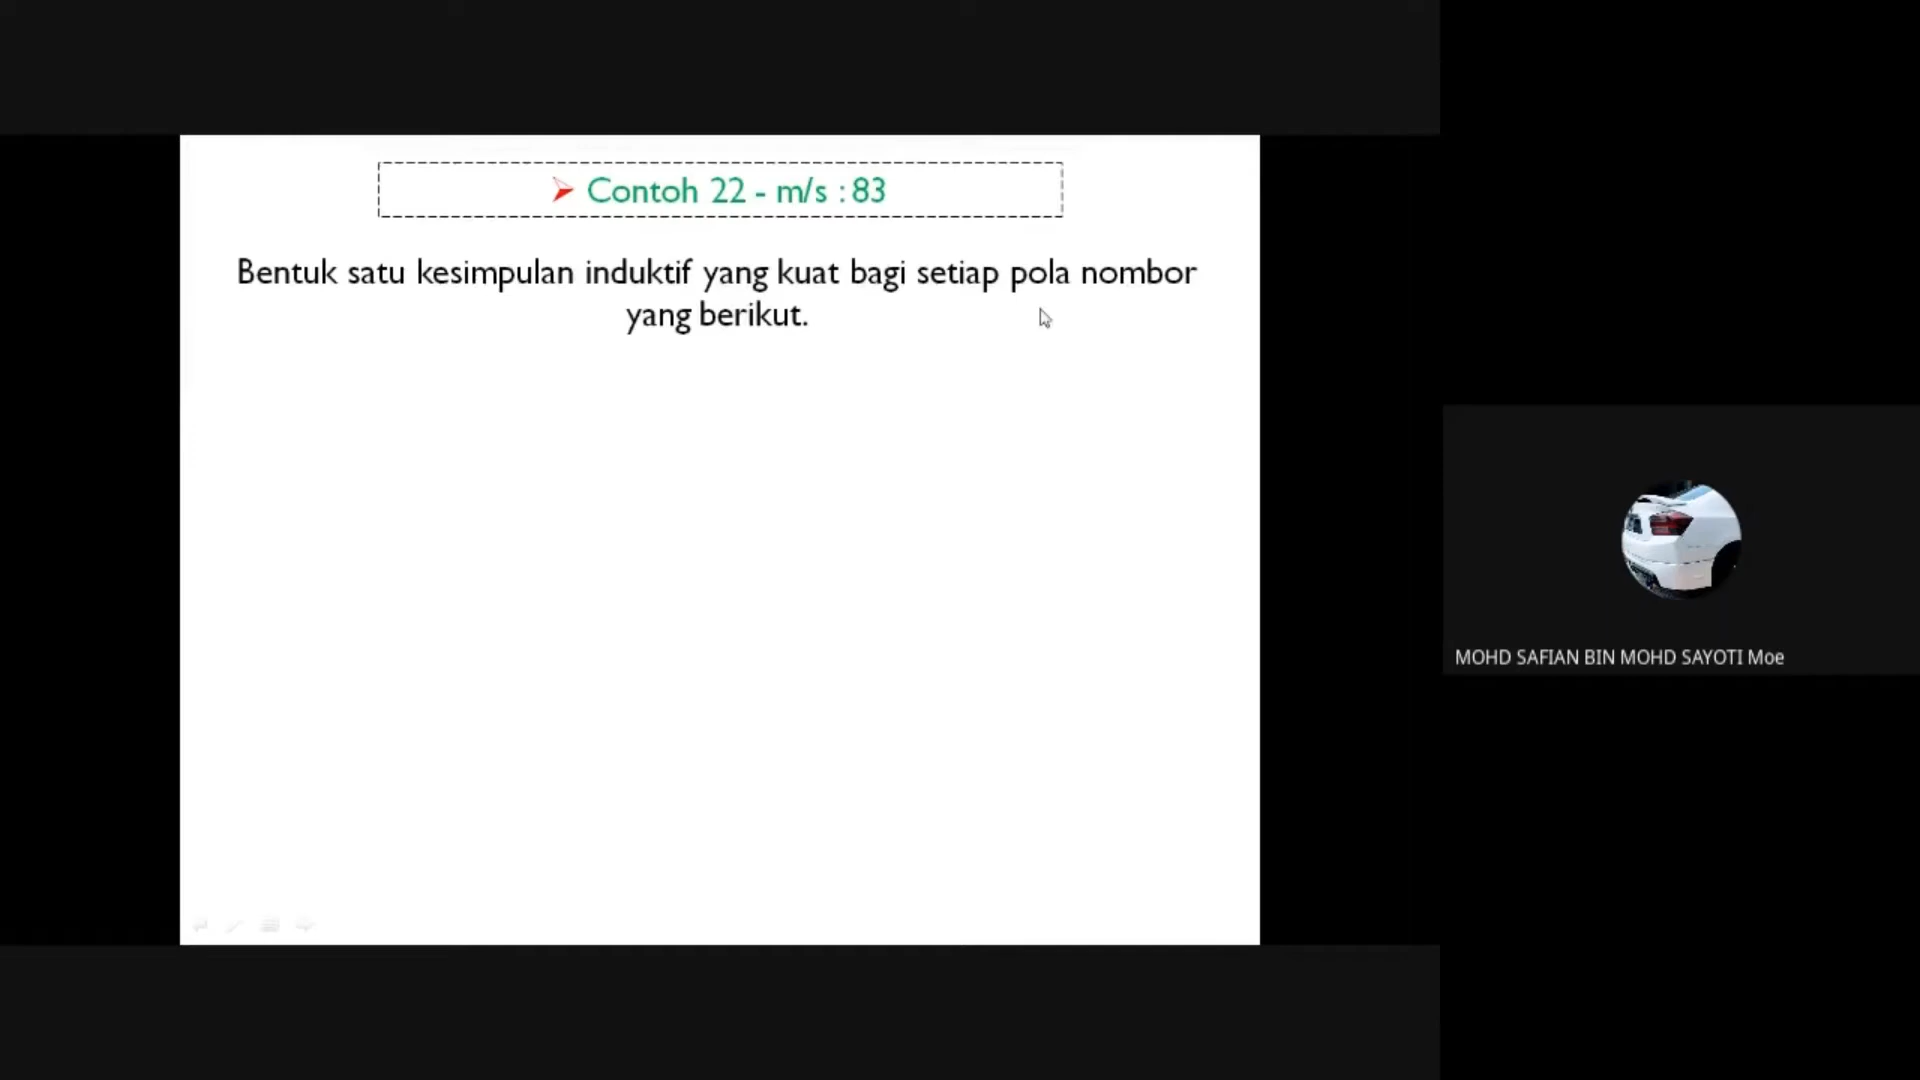 Contoh 22 - m/s : 83
Bentuk satu kesimpulan induktif yang kuat bagi setiap pola nombor
yang berikut.
MOHD SAFIAN BIN MOHD SAYOTI Moe